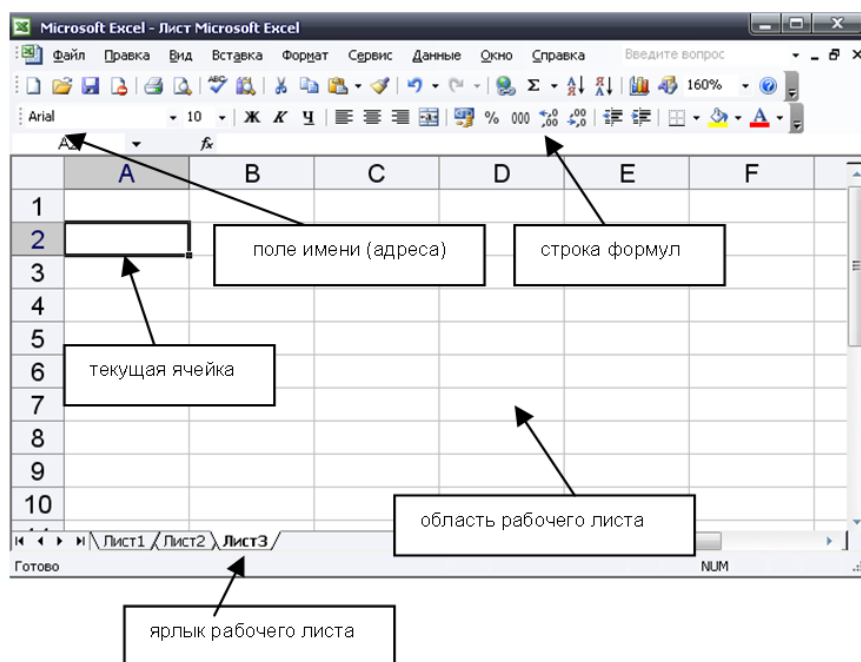 Microsoft Excel - Лист Microsoft Excel
Файл Правка Вид Вставка Формат Сервис Данные Окно Справка Введите вопрос
160%
Arial 10 Ж К Ч % 000
fx
A B C D E F
1
2
3
4
5
6
7
8
9
10
поле имени (адреса)
строка формул
текущая ячейка
область рабочего листа
Лист1 Лист2 Лист3
Готово NUM
ярлык рабочего листа